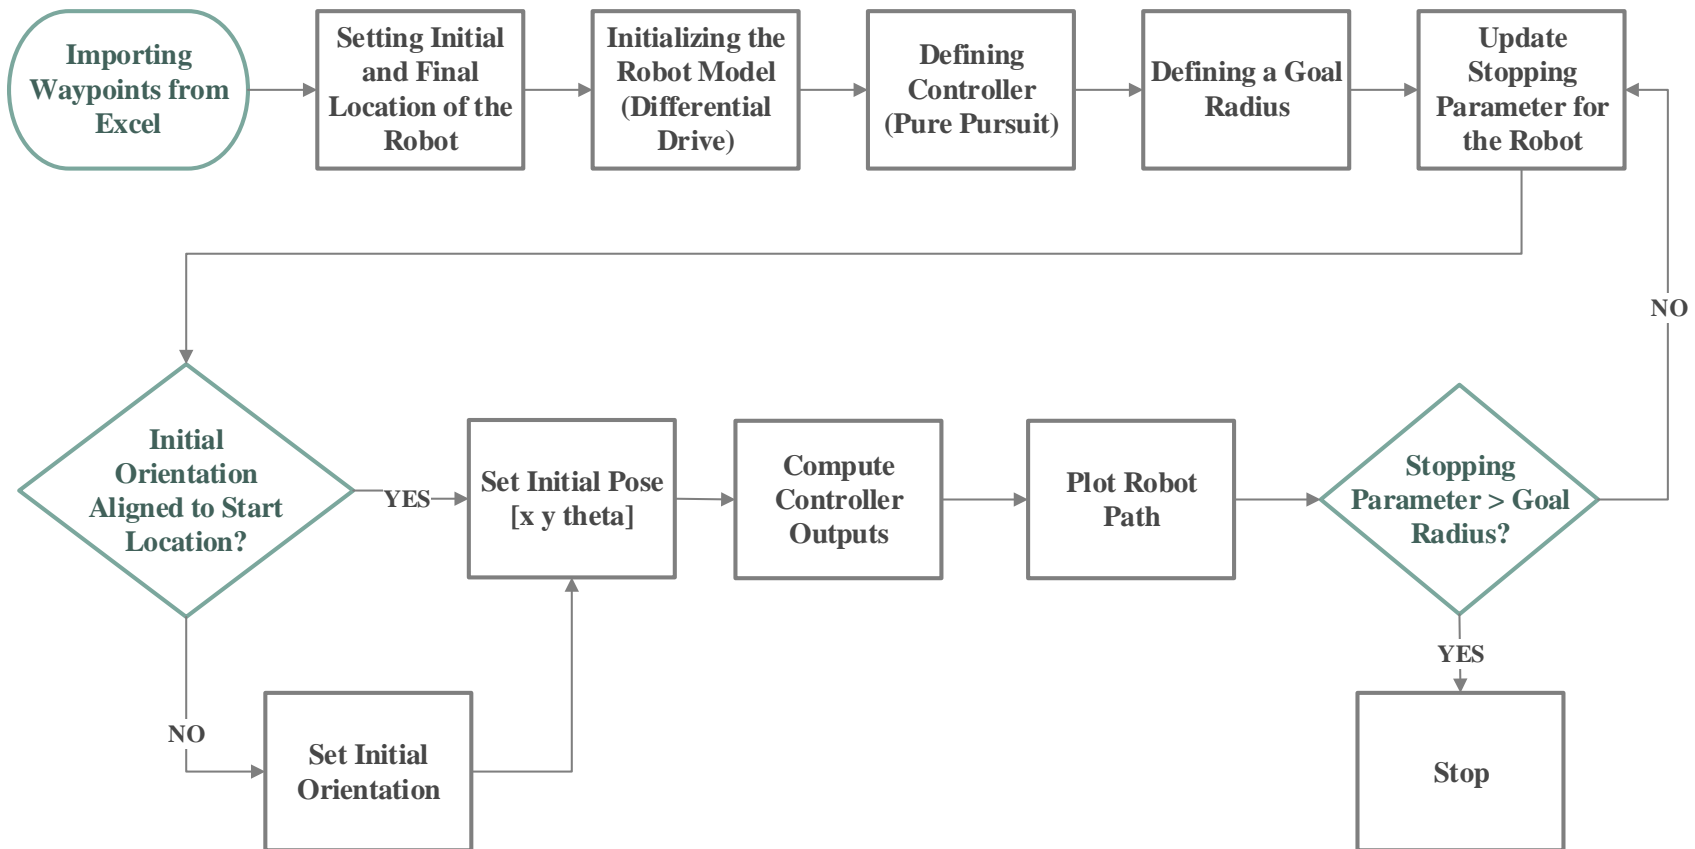 Importing
Waypoints from
Excel
Setting Initial
and Final
Location of the
Robot
Initializing the
Robot Model
(Differential
Drive)
Defining
Controller
(Pure Pursuit)
Defining a Goal
Radius
Update
Stopping
Parameter for
the Robot
NO
Initial
Orientation
Aligned to Start
Location?
YES
Set Initial Pose
[x y theta]
Compute
Controller
Outputs
Plot Robot
Path
Stopping
Parameter > Goal
Radius?
YES
NO
Set Initial
Orientation
Stop